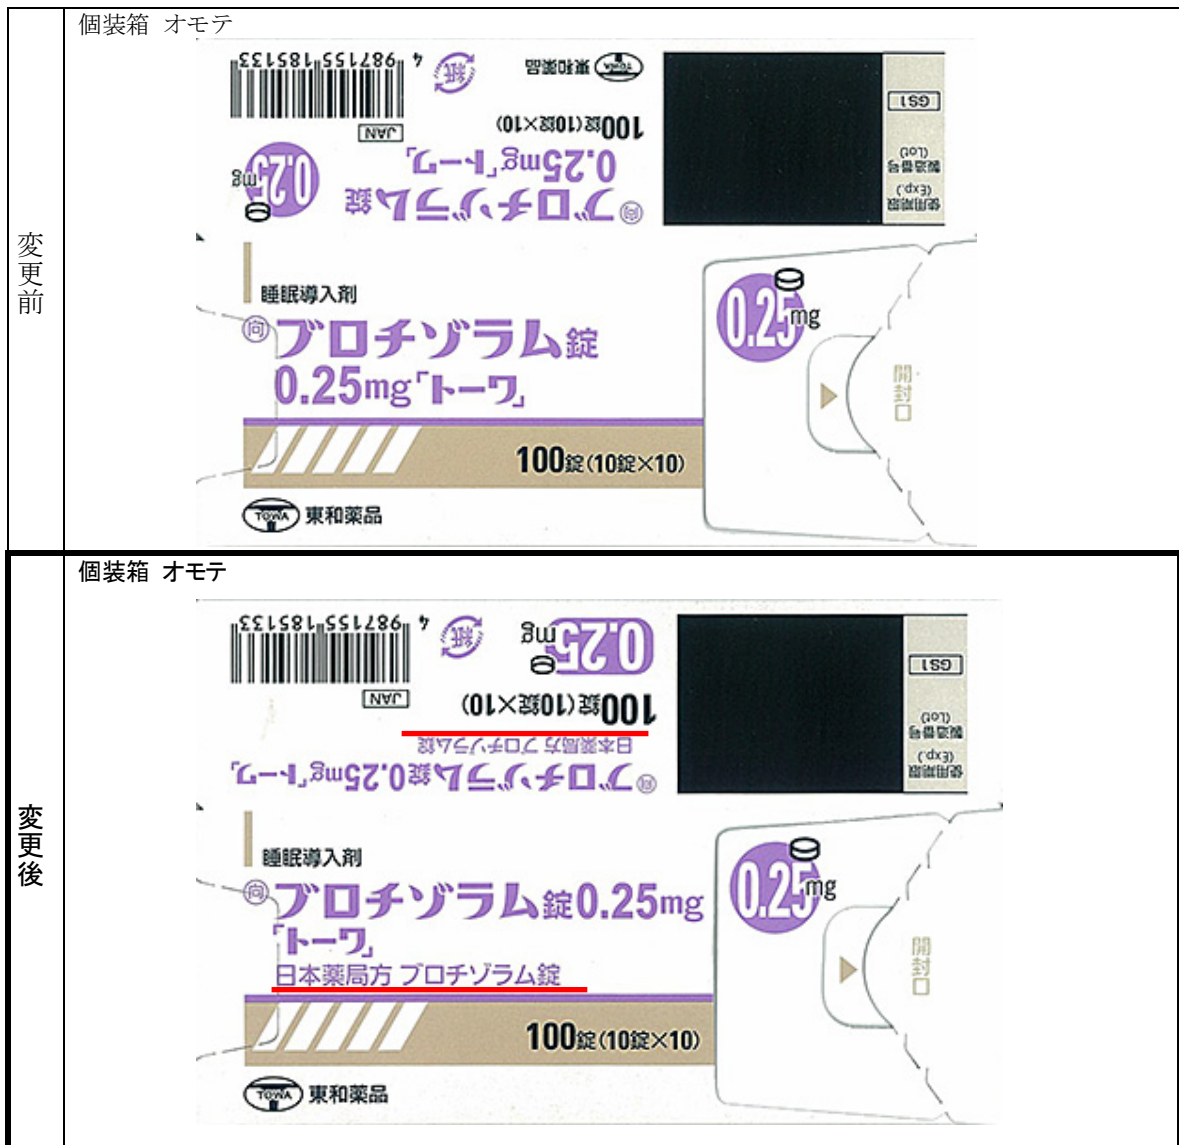 変更前
個装箱 オモテ
4 987155 185133
紙
東和薬品
TOWA
JAN
100錠(10錠×10)
向 ブロチゾラム錠
0.25mg「トーワ」
0.25mg
GS1
製造番号
(Lot)
使用期限
(Exp.)
睡眠導入剤
向 ブロチゾラム錠
0.25mg「トーワ」
100錠(10錠×10)
TOWA 東和薬品
0.25mg
開封口
変更後
個装箱 オモテ
4 987155 185133
紙
0.25mg
JAN
100錠(10錠×10)
日本薬局方 ブロチゾラム錠
向 ブロチゾラム錠0.25mg「トーワ」
GS1
製造番号
(Lot)
使用期限
(Exp.)
睡眠導入剤
向 ブロチゾラム錠0.25mg
「トーワ」
日本薬局方 ブロチゾラム錠
100錠(10錠×10)
TOWA 東和薬品
0.25mg
開封口